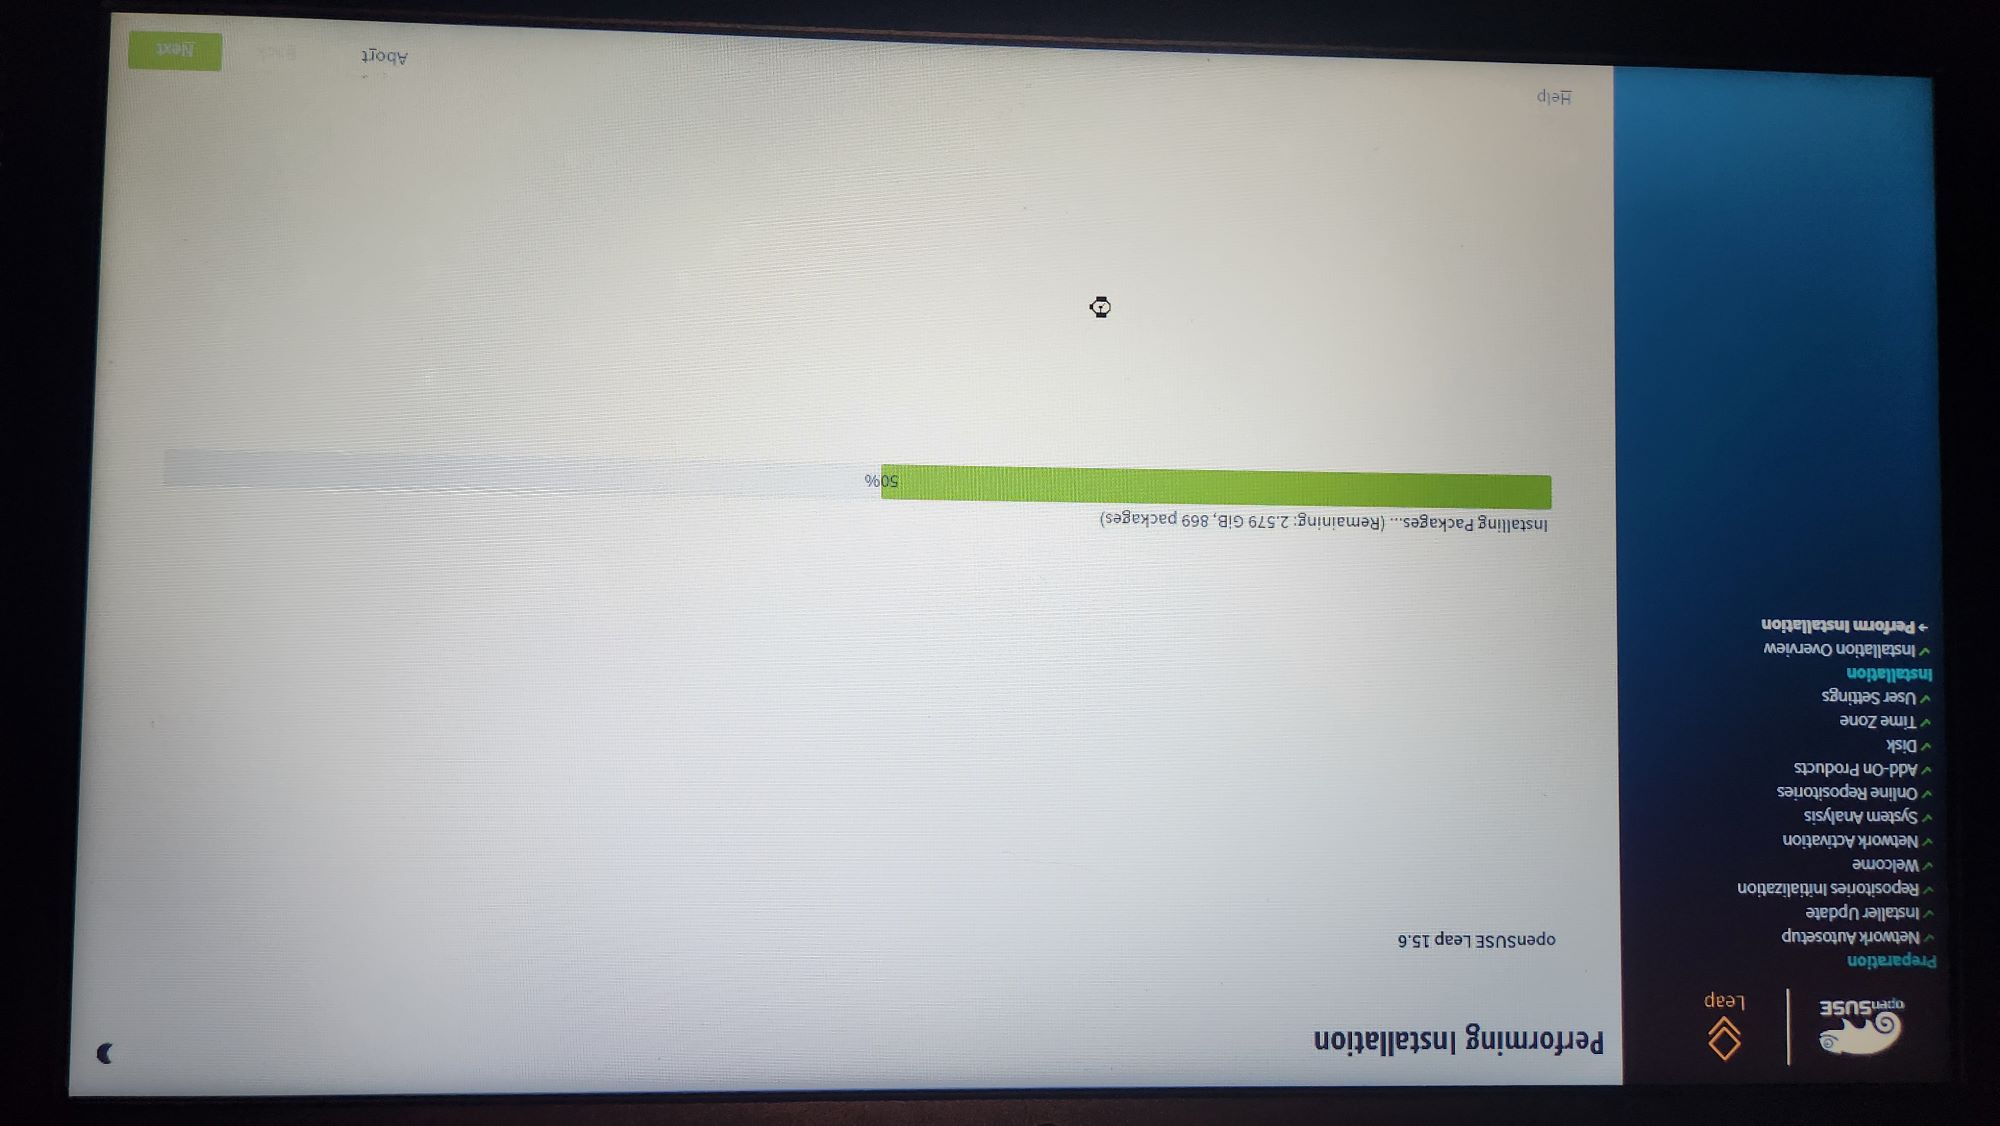 openSUSE
Leap
Preparation
Network Autosetup
Installer Update
Repositories Initialization
Welcome
Network Activation
System Analysis
Online Repositories
Add-On Products
Disk
Time Zone
User Settings
Installation
Installation Overview
Perform Installation
Performing Installation
openSUSE Leap 15.6
Installing Packages... (Remaining: 2.579 GiB, 869 packages)
50%
Help
Abort
Next